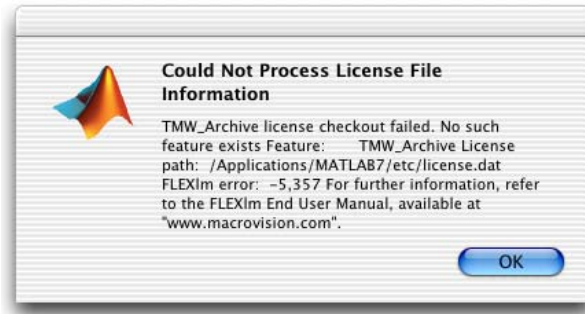 Could Not Process License File
Information
TMW_Archive license checkout failed. No such
feature exists Feature: TMW_Archive License
path: /Applications/MATLAB7/etc/license.dat
FLEXlm error: -5,357 For further information, refer
to the FLEXlm End User Manual, available at
"www.macrovision.com".
OK